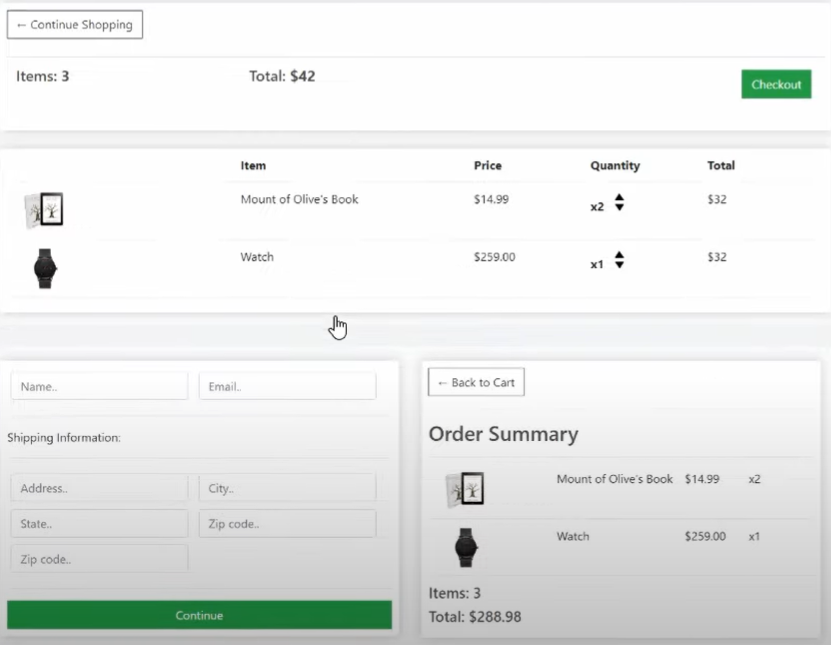 ← Continue Shopping
Items: 3 Total: $42 Checkout
Item Price Quantity Total
Mount of Olive's Book $14.99 x2 $32
Watch $259.00 x1 $32
Name.. Email..
Shipping Information:
Address.. City..
State.. Zip code..
Zip code..
Continue
← Back to Cart
Order Summary
Mount of Olive's Book $14.99 x2
Watch $259.00 x1
Items: 3
Total: $288.98